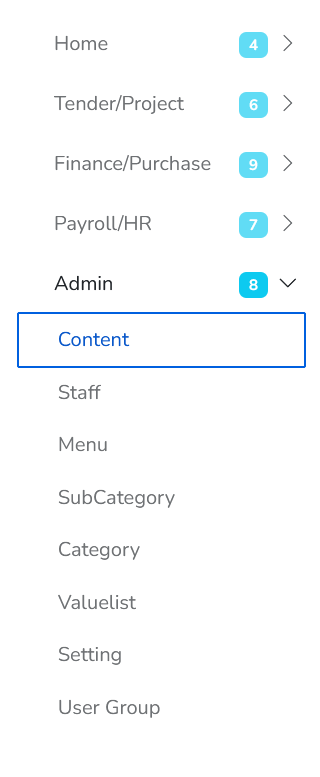 Home 4
Tender/Project 6
Finance/Purchase 9
Payroll/HR 7
Admin 8
Content
Staff
Menu
SubCategory
Category
Valuelist
Setting
User Group